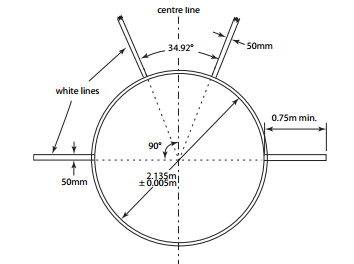 centre line
34.92°
50mm
white lines
0.75m min.
90°
50mm
2.135m
±0.005m